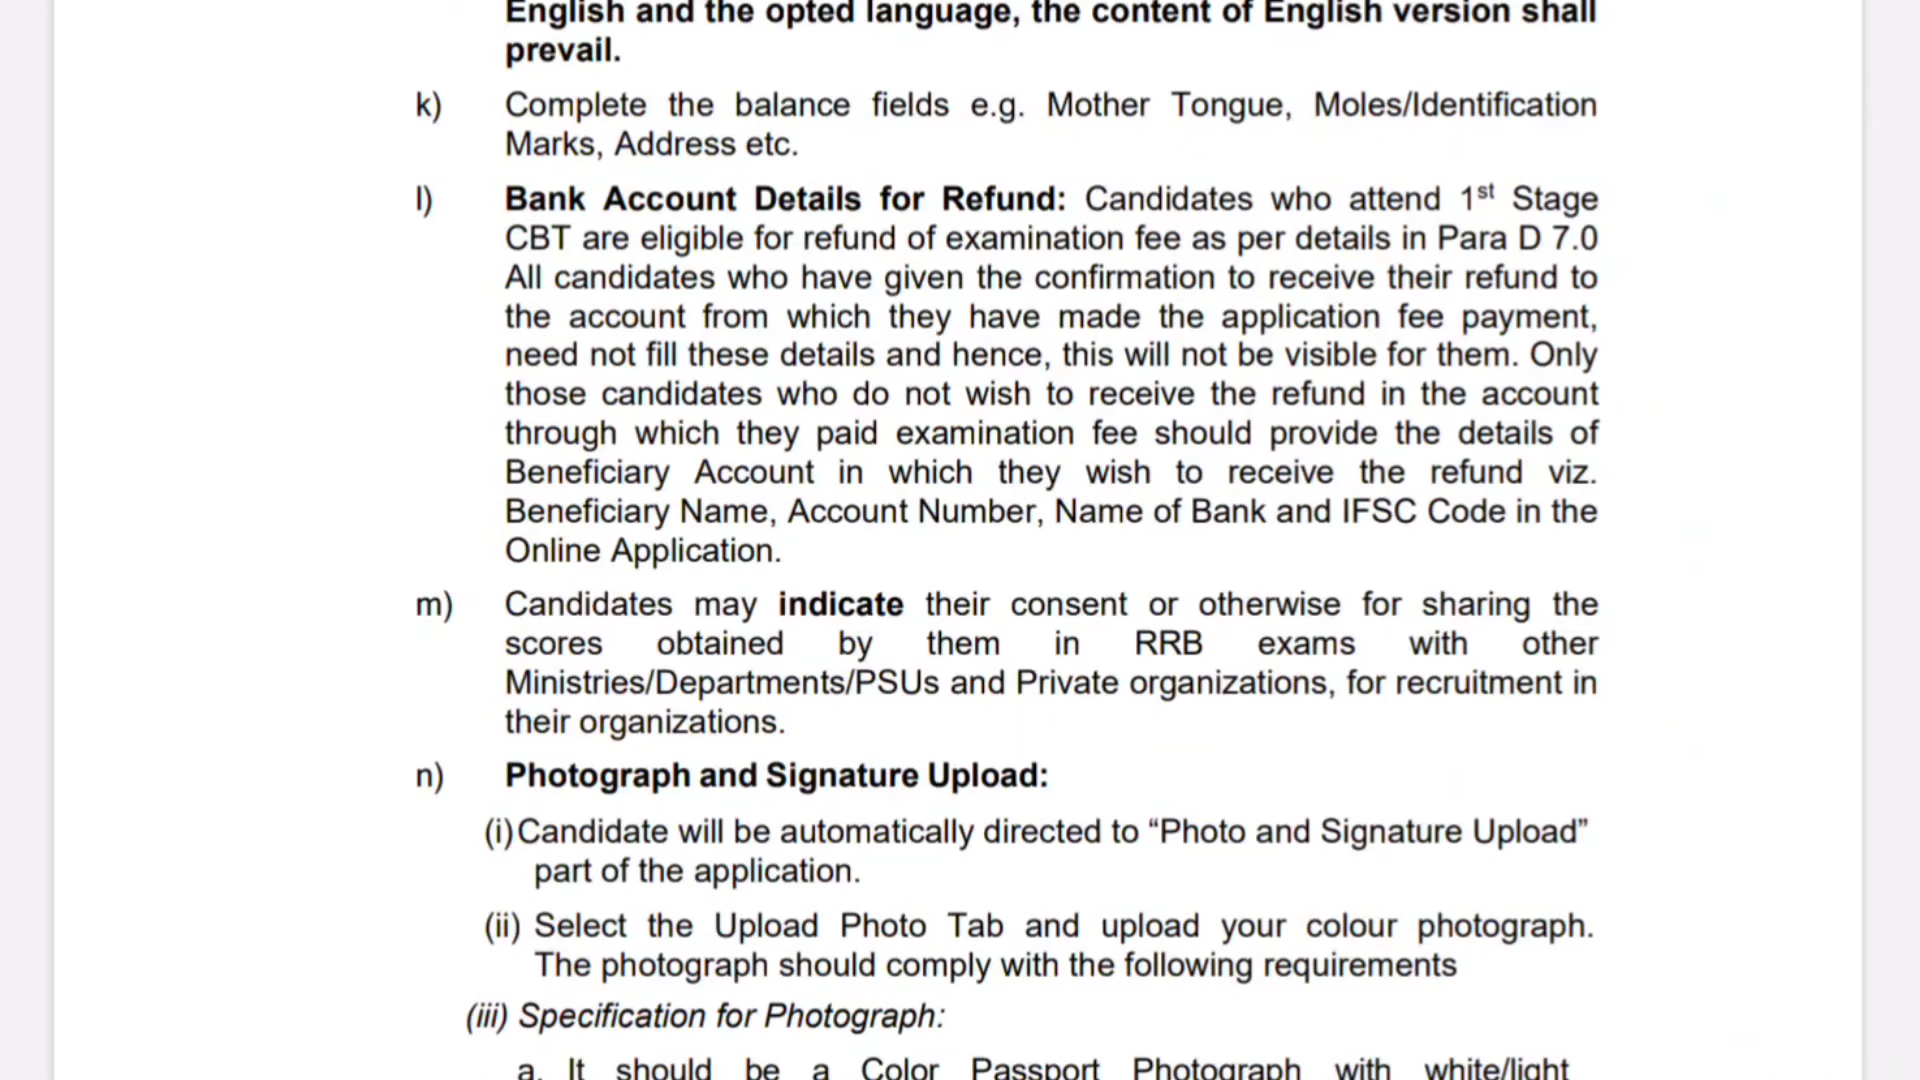 English and the opted language, the content of English version shall
prevail.
k) Complete the balance fields e.g. Mother Tongue, Moles/Identification
Marks, Address etc.
l) Bank Account Details for Refund: Candidates who attend 1st Stage
CBT are eligible for refund of examination fee as per details in Para D 7.0
All candidates who have given the confirmation to receive their refund to
the account from which they have made the application fee payment,
need not fill these details and hence, this will not be visible for them. Only
those candidates who do not wish to receive the refund in the account
through which they paid examination fee should provide the details of
Beneficiary Account in which they wish to receive the refund viz.
Beneficiary Name, Account Number, Name of Bank and IFSC Code in the
Online Application.
m) Candidates may indicate their consent or otherwise for sharing the
scores obtained by them in RRB exams with other
Ministries/Departments/PSUs and Private organizations, for recruitment in
their organizations.
n) Photograph and Signature Upload:
(i) Candidate will be automatically directed to “Photo and Signature Upload”
part of the application.
(ii) Select the Upload Photo Tab and upload your colour photograph.
The photograph should comply with the following requirements
(iii) Specification for Photograph:
a. It should be a Color Passport Photograph with white/light